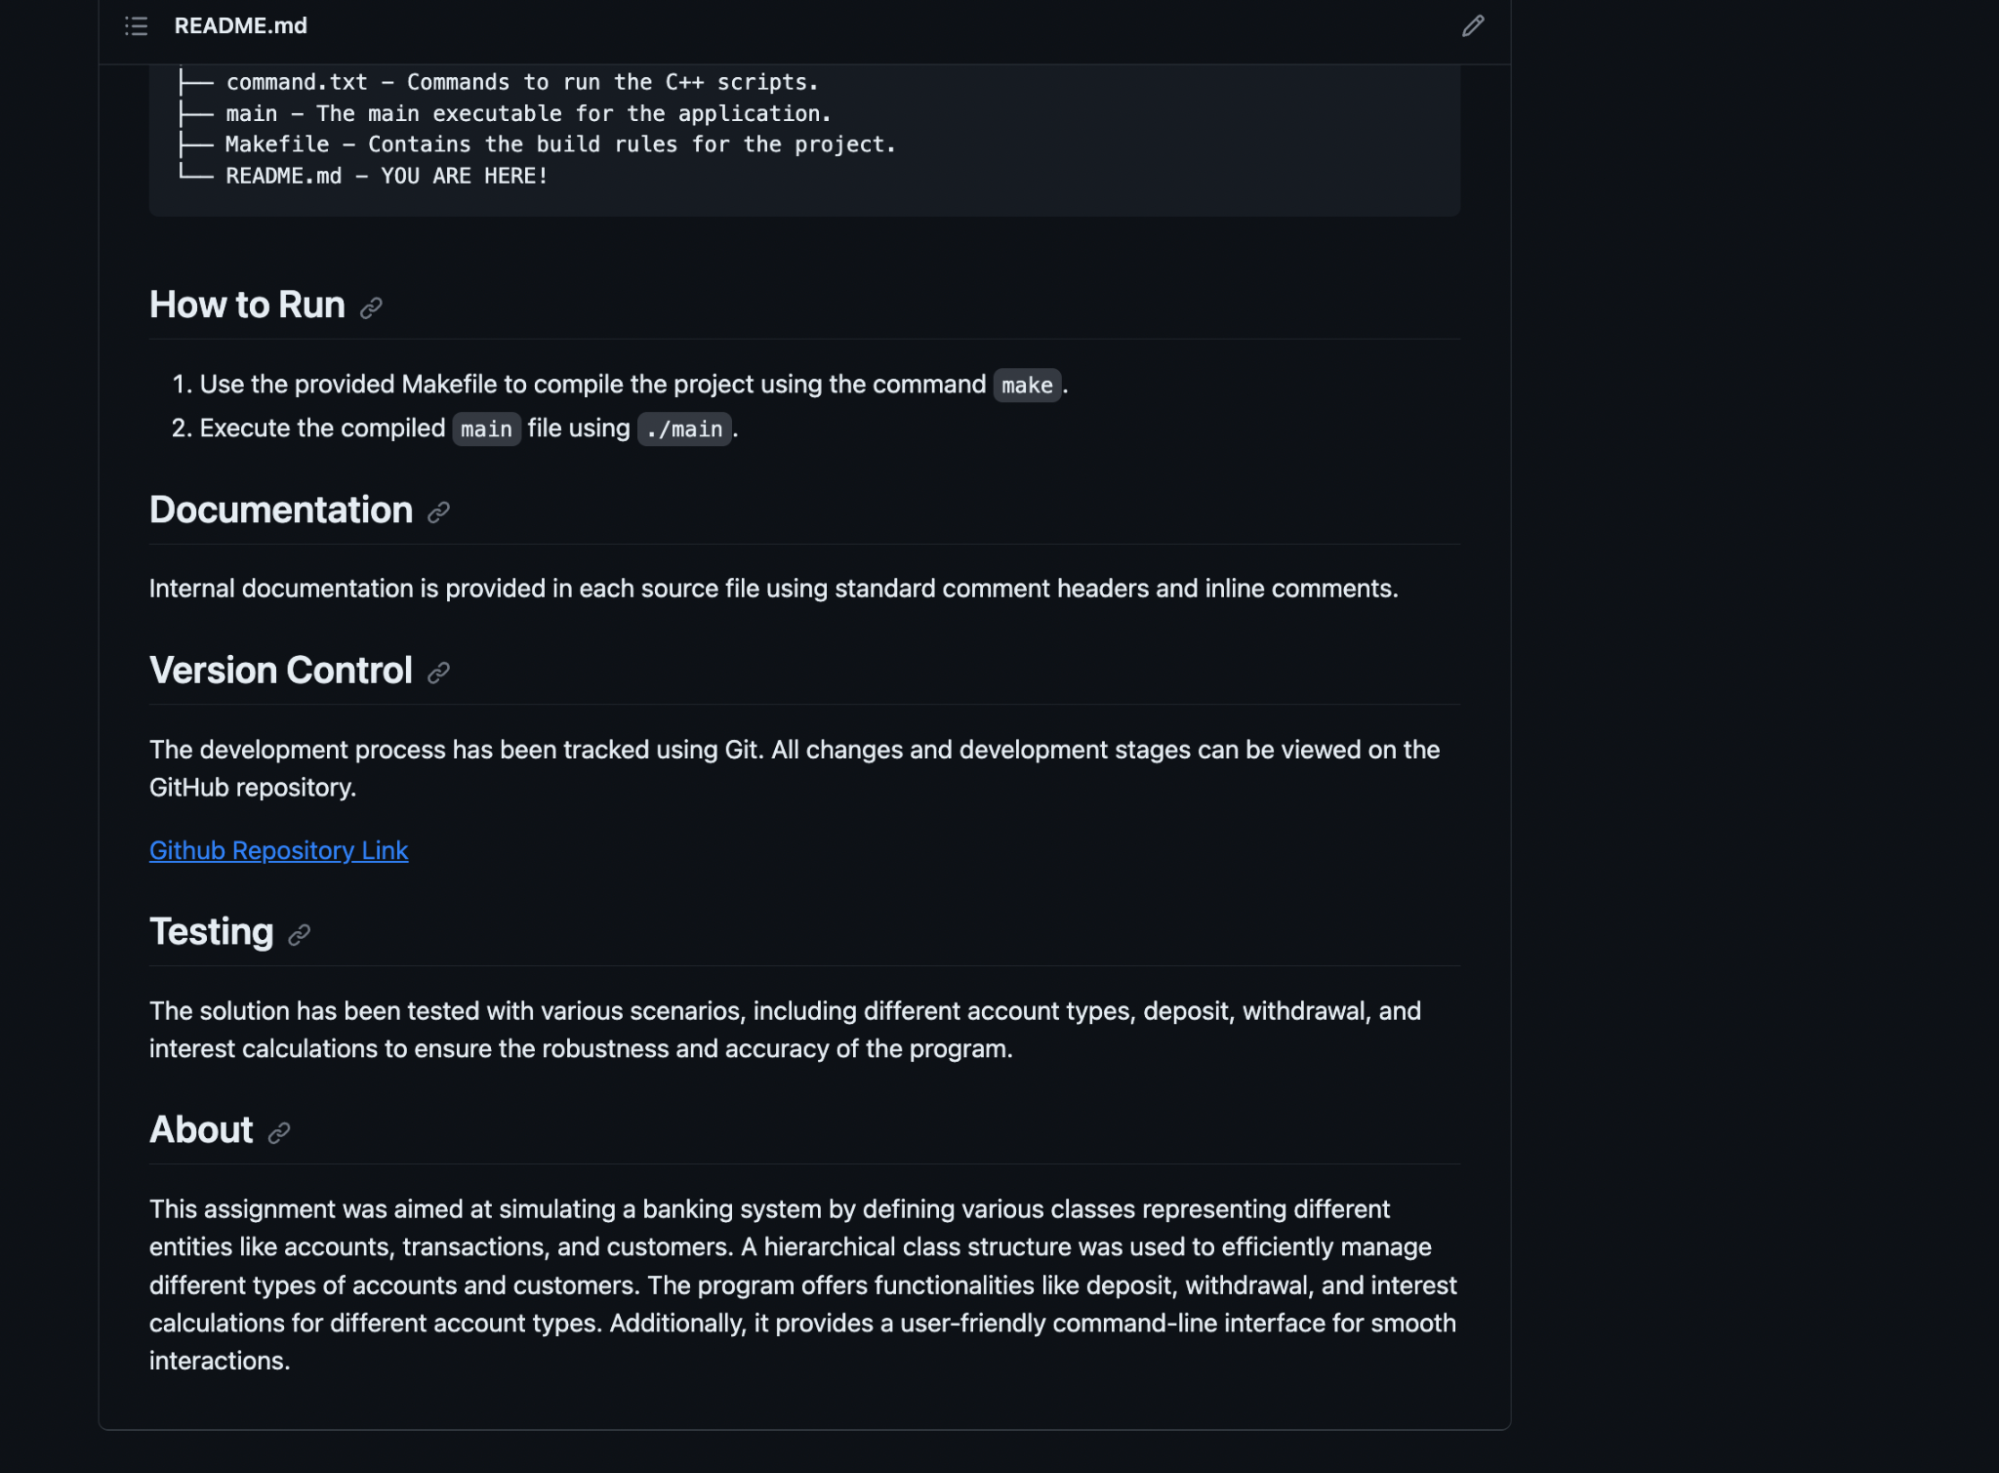 README.md
├── command.txt - Commands to run the C++ scripts.
├── main - The main executable for the application.
├── Makefile - Contains the build rules for the project.
└── README.md - YOU ARE HERE!
How to Run
1. Use the provided Makefile to compile the project using the command make.
2. Execute the compiled main file using ./main.
Documentation
Internal documentation is provided in each source file using standard comment headers and inline comments.
Version Control
The development process has been tracked using Git. All changes and development stages can be viewed on the
GitHub repository.
Github Repository Link
Testing
The solution has been tested with various scenarios, including different account types, deposit, withdrawal, and
interest calculations to ensure the robustness and accuracy of the program.
About
This assignment was aimed at simulating a banking system by defining various classes representing different
entities like accounts, transactions, and customers. A hierarchical class structure was used to efficiently manage
different types of accounts and customers. The program offers functionalities like deposit, withdrawal, and interest
calculations for different account types. Additionally, it provides a user-friendly command-line interface for smooth
interactions.